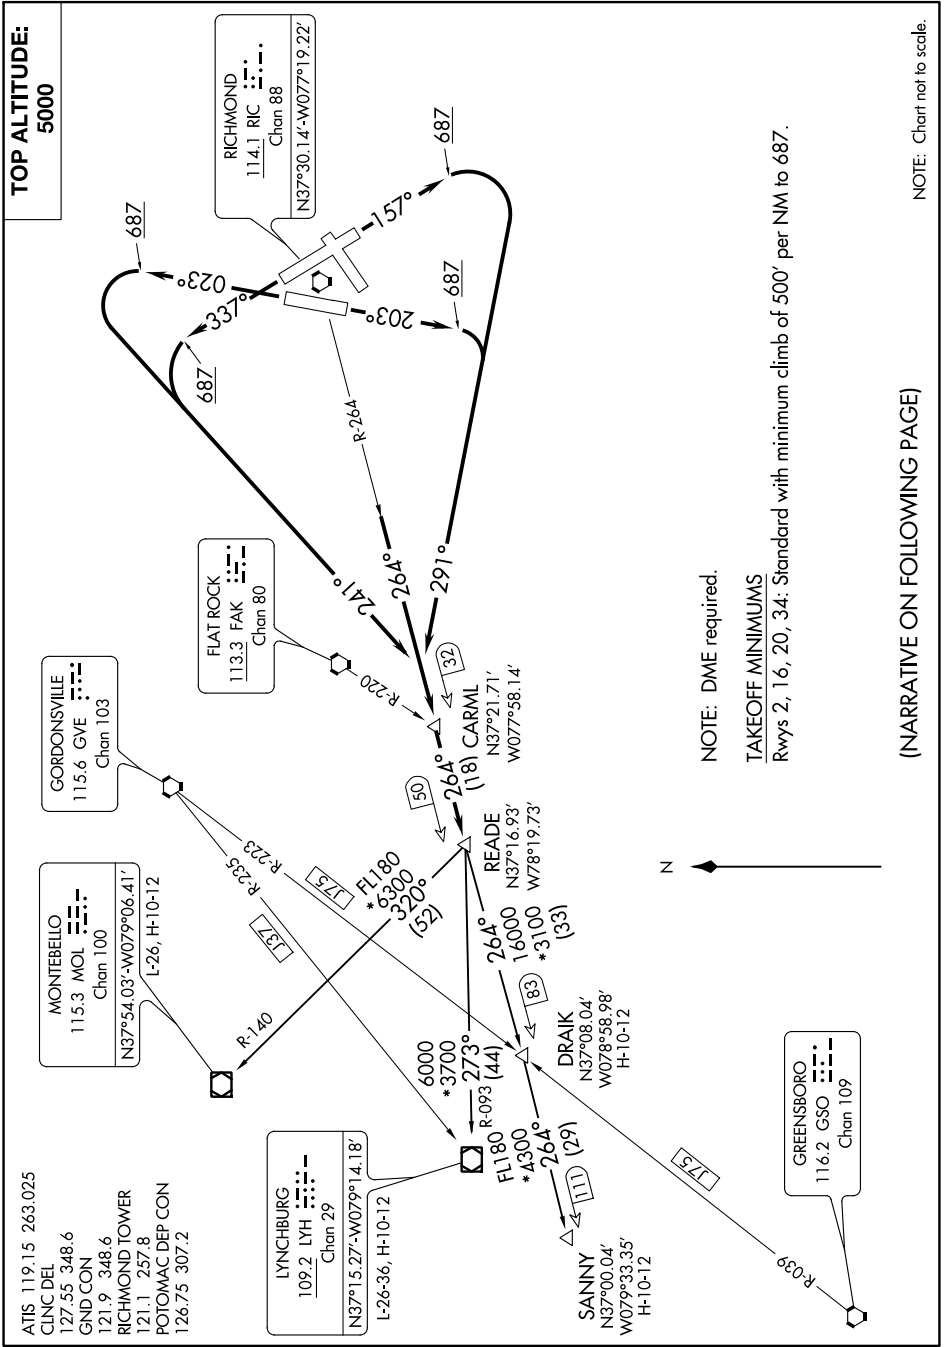 ATIS 119.15 263.025
CLNC DEL
127.55 348.6
GND CON
121.9 348.6
RICHMOND TOWER
121.1 257.8
POTOMAC DEP CON
126.75 307.2
TOP ALTITUDE:
5000
MONTEBELLO
115.3 MOL
Chan 100
N37°54.03'-W079°06.41'
L-26, H-10-12
GORDONSVILLE
115.6 GVE
Chan 103
FLAT ROCK
113.3 FAK
Chan 80
RICHMOND
114.1 RIC
Chan 88
N37°30.14'-W077°19.22'
LYNCHBURG
109.2 LYH
Chan 29
N37°15.27'-W079°14.18'
L-26-36, H-10-12
GREENSBORO
116.2 GSO
Chan 109
687
687
687
687
023°
337°
157°
203°
R-264
241°
264°
291°
R-220
32
CARML
N37°21.71'
W077°58.14'
264°
(18)
50
READE
N37°16.93'
W78°19.73'
R-235
R-223
J37
J75
FL180
*6300
320°
(52)
R-140
6000
*3700
273°
(44)
R-093
264°
16000
*3100
(33)
83
DRAIK
N37°08.04'
W078°58.98'
H-10-12
FL180
*4300
264°
(29)
111
SANNY
N37°00.04'
W079°33.35'
H-10-12
J75
R-039
N
NOTE: DME required.
TAKEOFF MINIMUMS
Rwys 2, 16, 20, 34: Standard with minimum climb of 500' per NM to 687.
(NARRATIVE ON FOLLOWING PAGE)
NOTE: Chart not to scale.